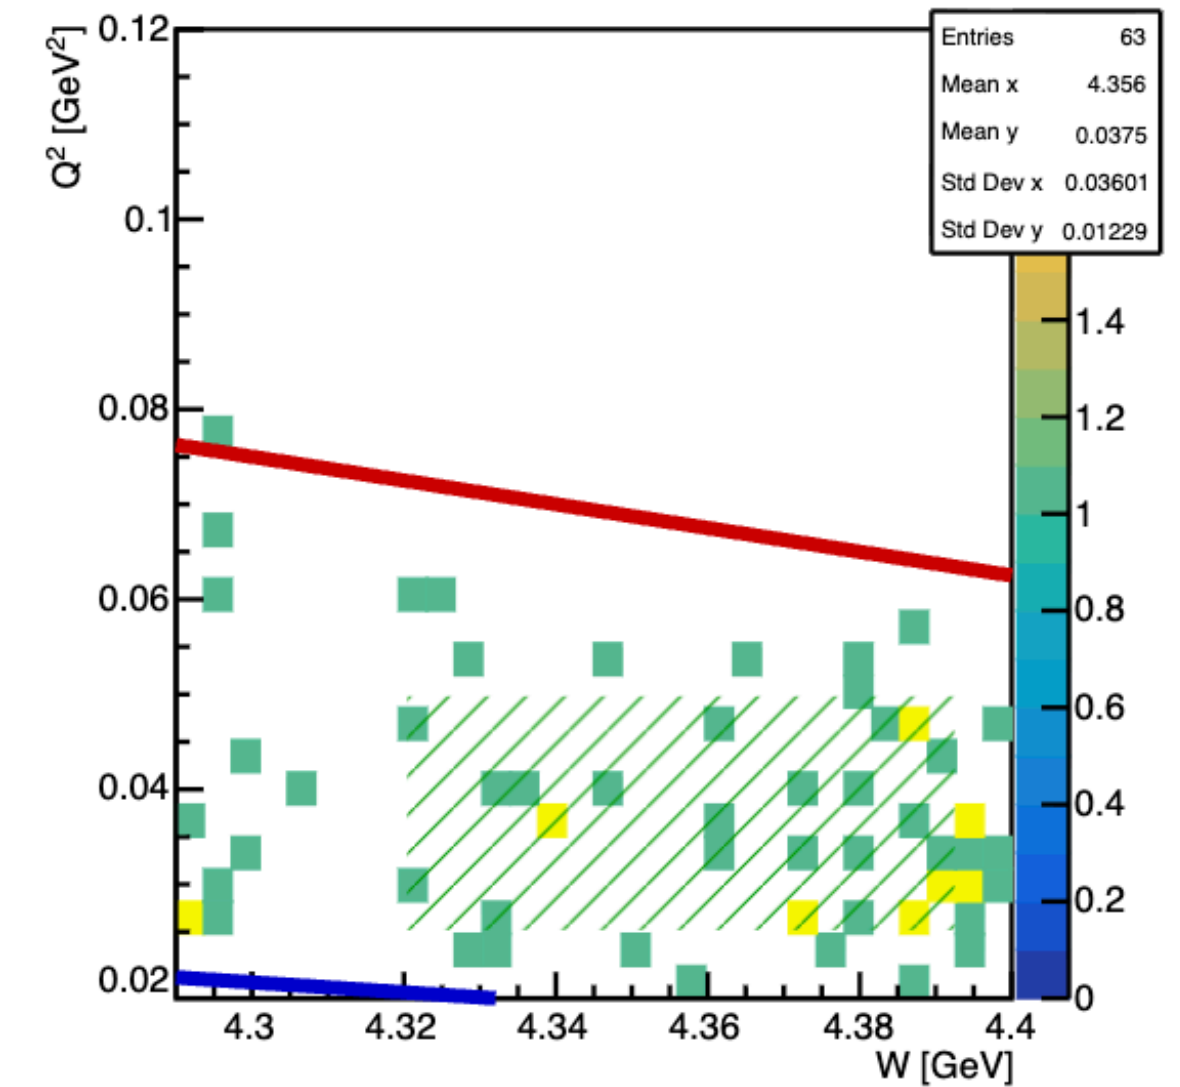 Q² [GeV²]
0.12
0.1
0.08
0.06
0.04
0.02
4.3
4.32
4.34
4.36
4.38
4.4
W [GeV]
Entries 63
Mean x 4.356
Mean y 0.0375
Std Dev x 0.03601
Std Dev y 0.01229
1.4
1.2
1
0.8
0.6
0.4
0.2
0